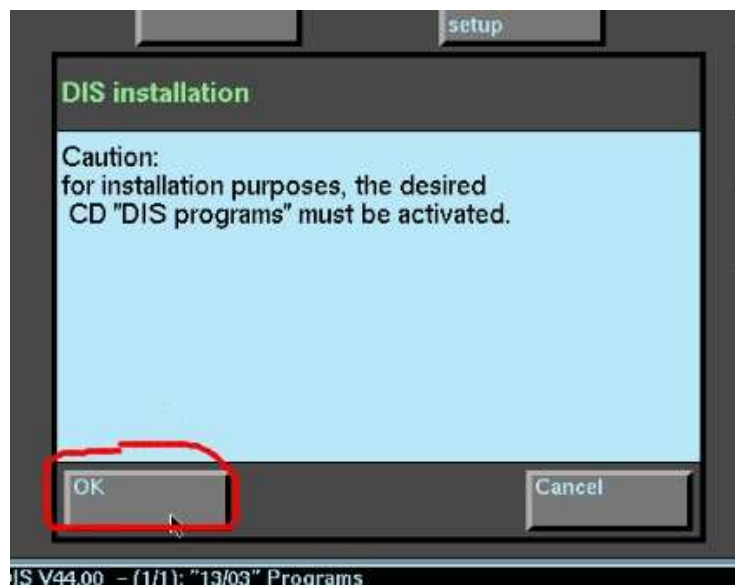 setup
DIS installation
Caution:
for installation purposes, the desired
CD "DIS programs" must be activated.
OK
Cancel
IS V44.00 – (1/1): "13/03" Programs